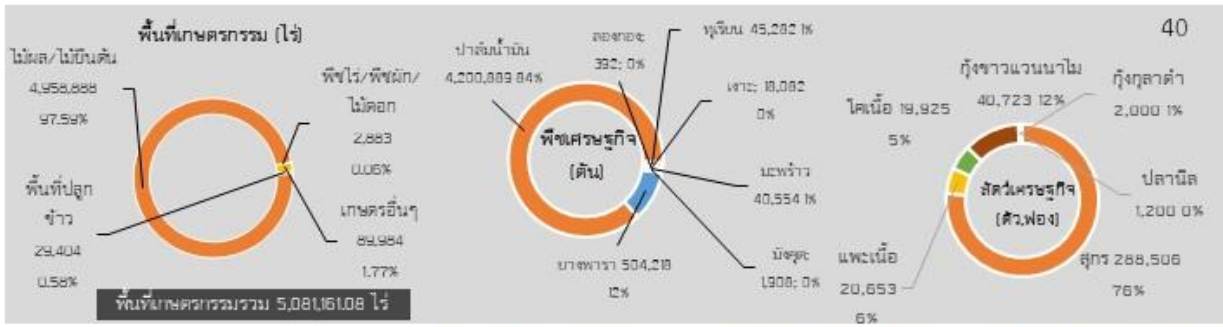 40
พื้นที่เกษตรกรรม (ไร่)
ไม้ผล/ไม้ยืนต้น
4,958,888
97.59%
พืชไร่/พืชผัก/
ไม้ดอก
2,883
0.06%
พื้นที่ปลูก
ข้าว
29,404
0.58%
เกษตรอื่นๆ
89,984
1.77%
พื้นที่เกษตรกรรมรวม 5,081,161.08 ไร่
ปาล์มน้ำมัน
4,200,889 84%
ลองกอง;
392; 0%
ทุเรียน 45,282 1%
เงาะ; 18,082
0%
พืชเศรษฐกิจ
(ตัน)
มะพร้าว
40,554 1%
ยางพารา 504,218
12%
มังคุด;
1,908; 0%
กุ้งขาวแวนนาไม
40,723 12%
กุ้งกุลาดำ
2,000 1%
โคเนื้อ 19,925
5%
สัตว์เศรษฐกิจ
(ตัว,ฟอง)
ปลานิล
1,200 0%
แพะเนื้อ
20,653
6%
สุกร 288,506
76%